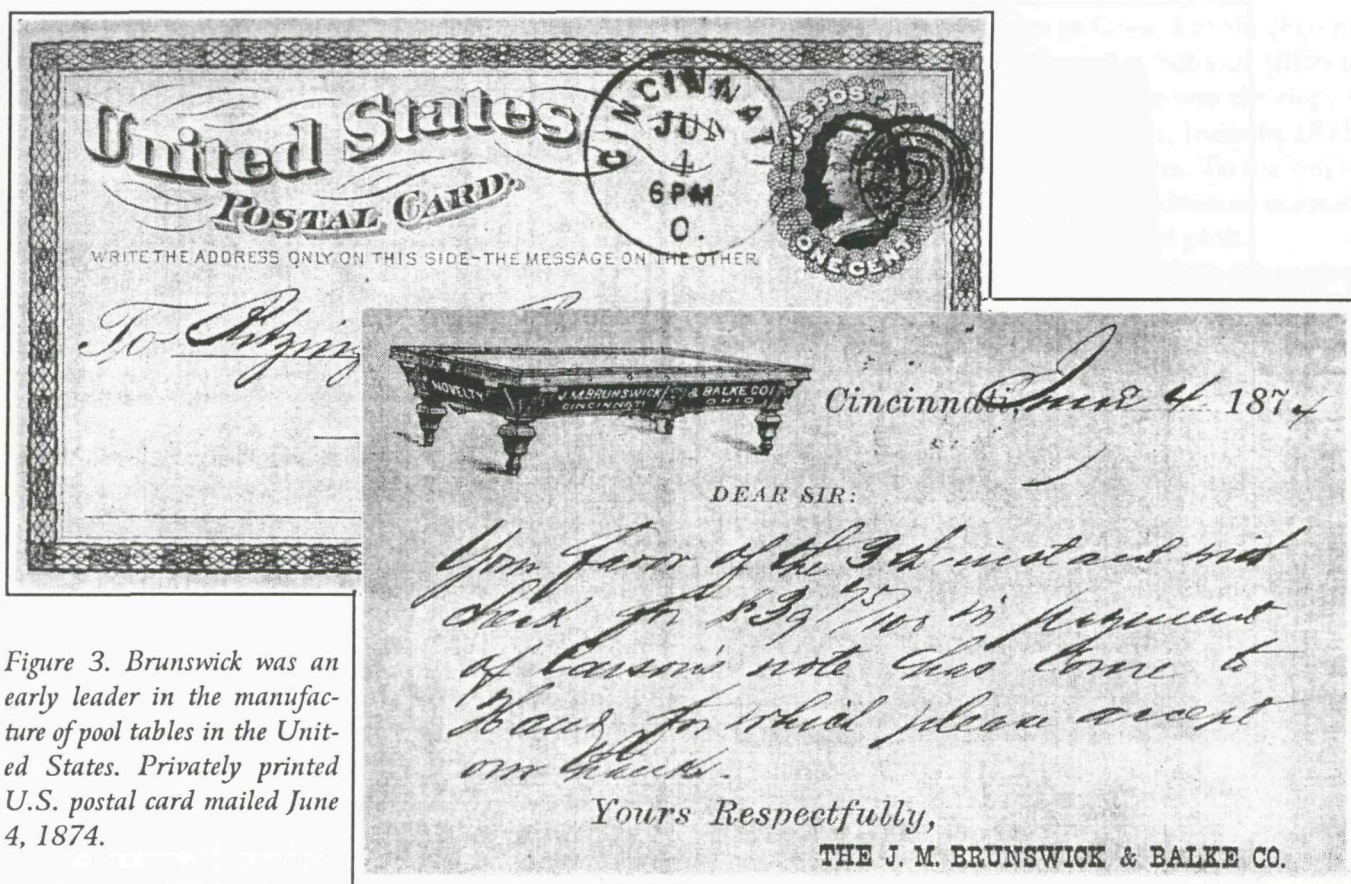 United States
POSTAL CARD.
WRITE THE ADDRESS ONLY ON THIS SIDE-THE MESSAGE ON THE OTHER
CINCINNATI
JUN
4
6PM
O.
U.S. POSTAGE
ONE CENT
To
NOVELTY
J. M. BRUNSWICK & BALKE CO.
CINCINNATI OHIO
Cincinnati, June 4 1874
DEAR SIR:
Your favor of the 3th instant with
check for $39 75/100 in payment
of Carson's note has come to
Hand for which please accept
our thanks.
Yours Respectfully,
THE J. M. BRUNSWICK & BALKE CO.
Figure 3. Brunswick was an
early leader in the manufac-
ture of pool tables in the Unit-
ed States. Privately printed
U.S. postal card mailed June
4, 1874.